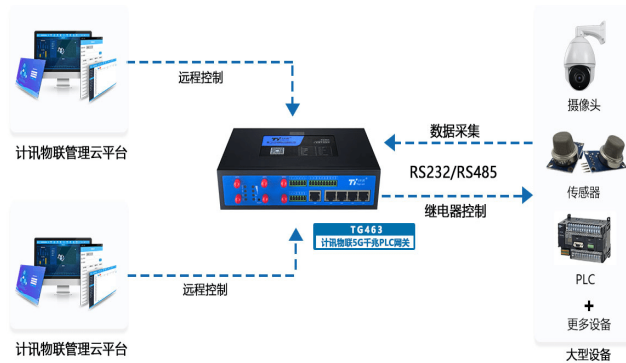 远程控制
计讯物联管理云平台
数据采集
RS232/RS485
继电器控制
TG463
计讯物联5G千兆PLC网关
远程控制
计讯物联管理云平台
摄像头
传感器
PLC
+
更多设备
大型设备